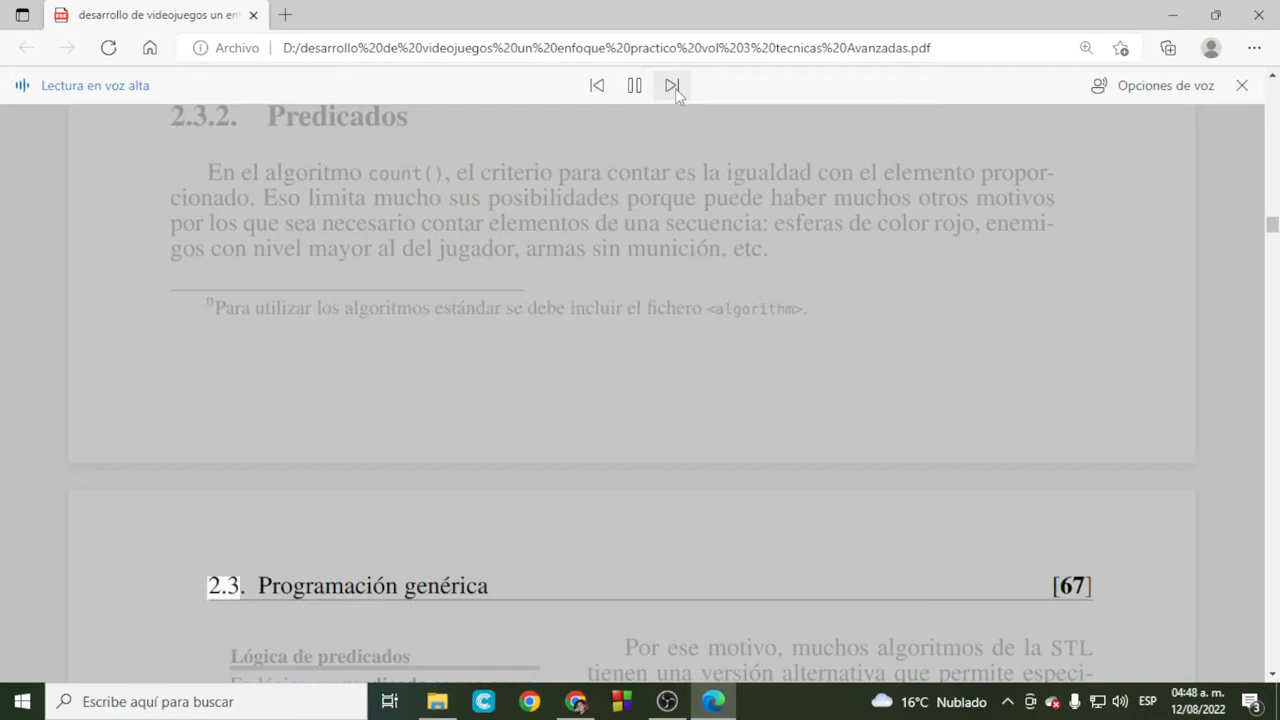 desarrollo de videojuegos un en
Archivo
D:/desarrollo%20de%20videojuegos%20un%20enfoque%20practico%20vol%203%20tecnicas%20Avanzadas.pdf
Lectura en voz alta
Opciones de voz
2.3.2. Predicados
En el algoritmo count(), el criterio para contar es la igualdad con el elemento propor-
cionado. Eso limita mucho sus posibilidades porque puede haber muchos otros motivos
por los que sea necesario contar elementos de una secuencia: esferas de color rojo, enemi-
gos con nivel mayor al del jugador, armas sin munición, etc.
Para utilizar los algoritmos estándar se debe incluir el fichero <algorithm>.
2.3. Programación genérica [67]
Lógica de predicados
Por ese motivo, muchos algoritmos de la STL
tienen una versión alternativa que permite especi-
Escribe aquí para buscar
16°C Nublado
ESP
04:48 a. m.
12/08/2022
3